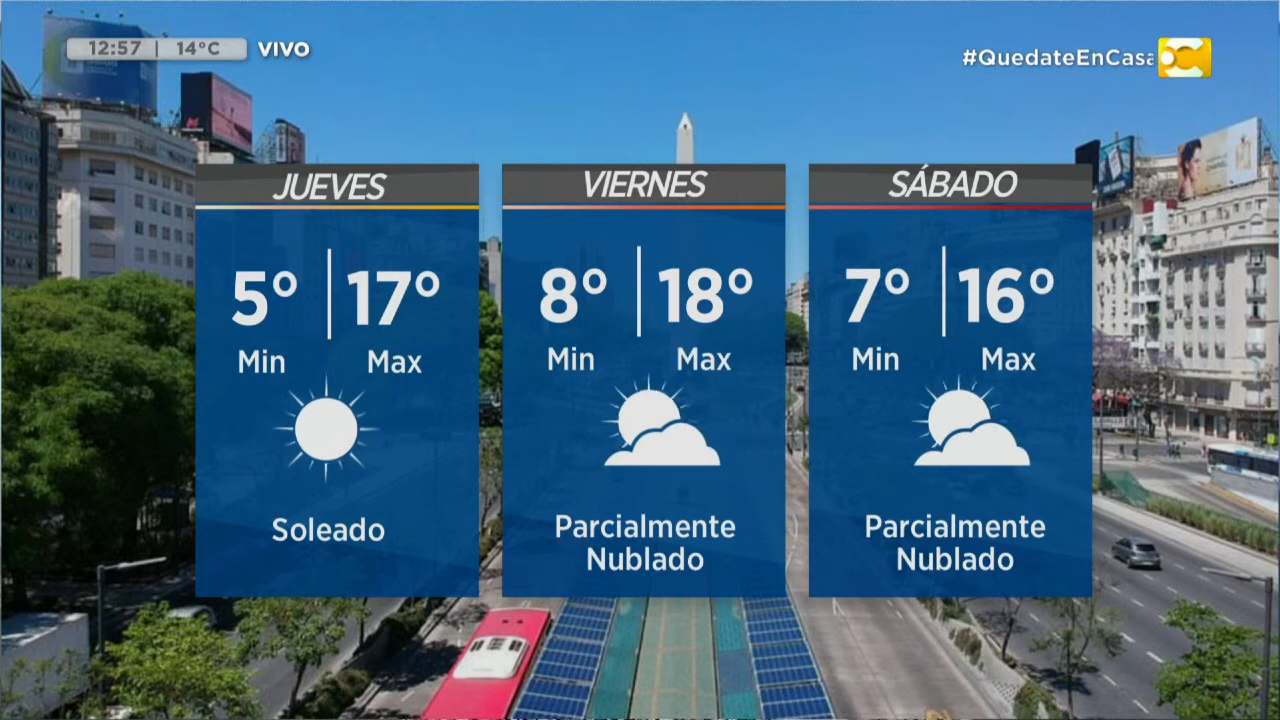 12:57 | 14°C VIVO
#QuedateEnCasa
JUEVES
5° 17°
Min Max
Soleado
VIERNES
8° 18°
Min Max
Parcialmente
Nublado
SÁBADO
7° 16°
Min Max
Parcialmente
Nublado